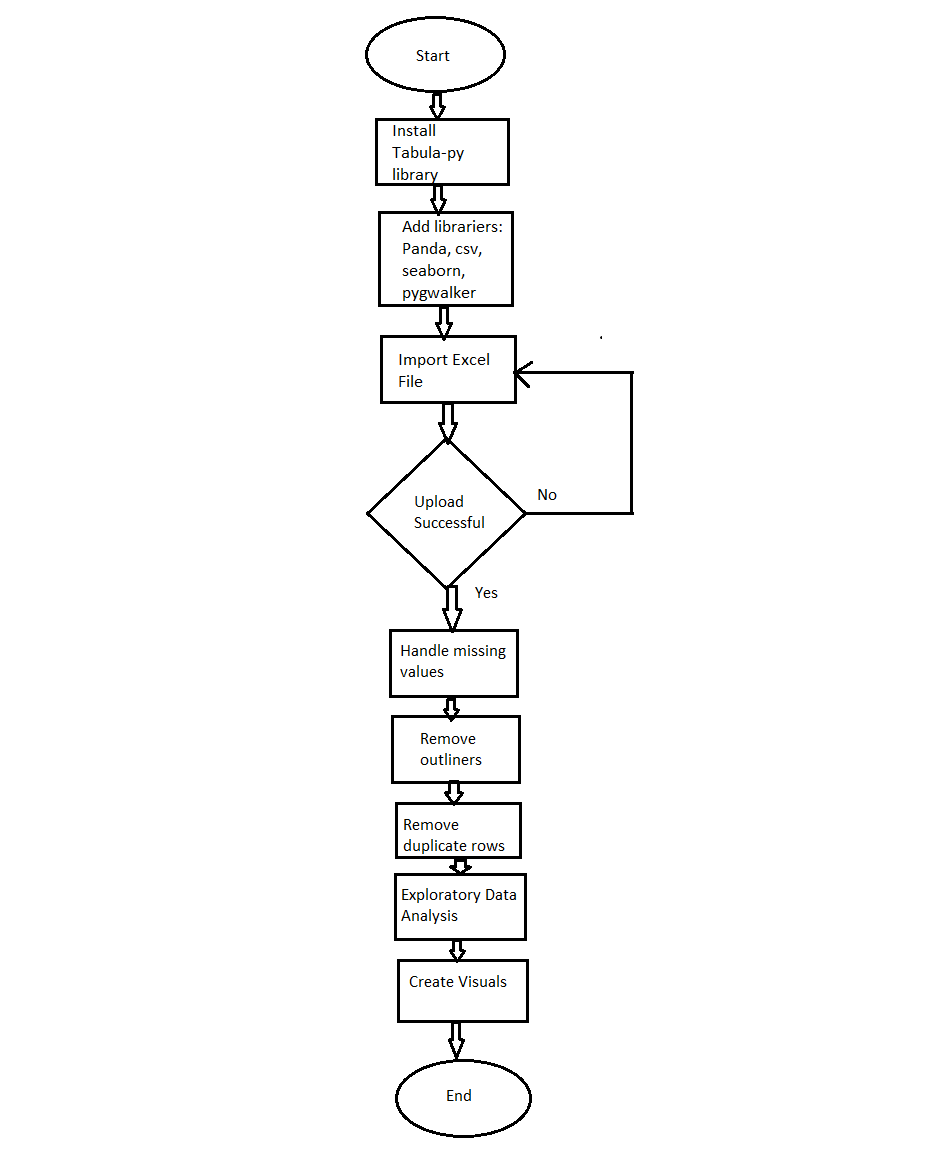 Start
Install
Tabula-py
library
Add librariers:
Panda, csv,
seaborn,
pygwalker
Import Excel
File
Upload
Successful
No
Yes
Handle missing
values
Remove
outliners
Remove
duplicate rows
Exploratory Data
Analysis
Create Visuals
End